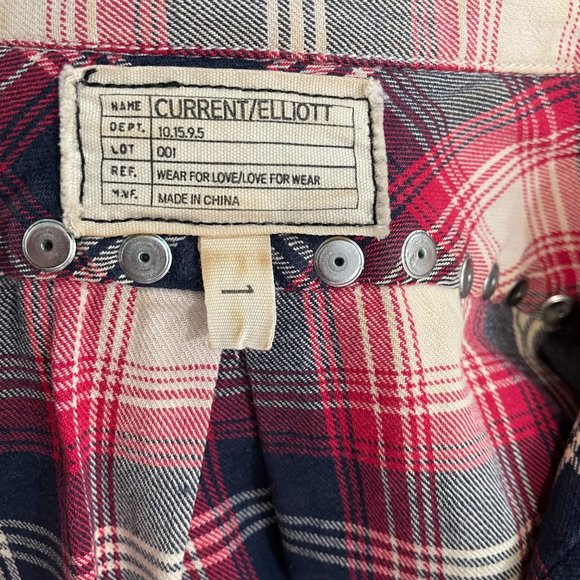 NAME CURRENT/ELLIOTT
DEPT. 10.15.9.5
LOT 001
REF. WEAR FOR LOVE/LOVE FOR WEAR
MNF. MADE IN CHINA
1